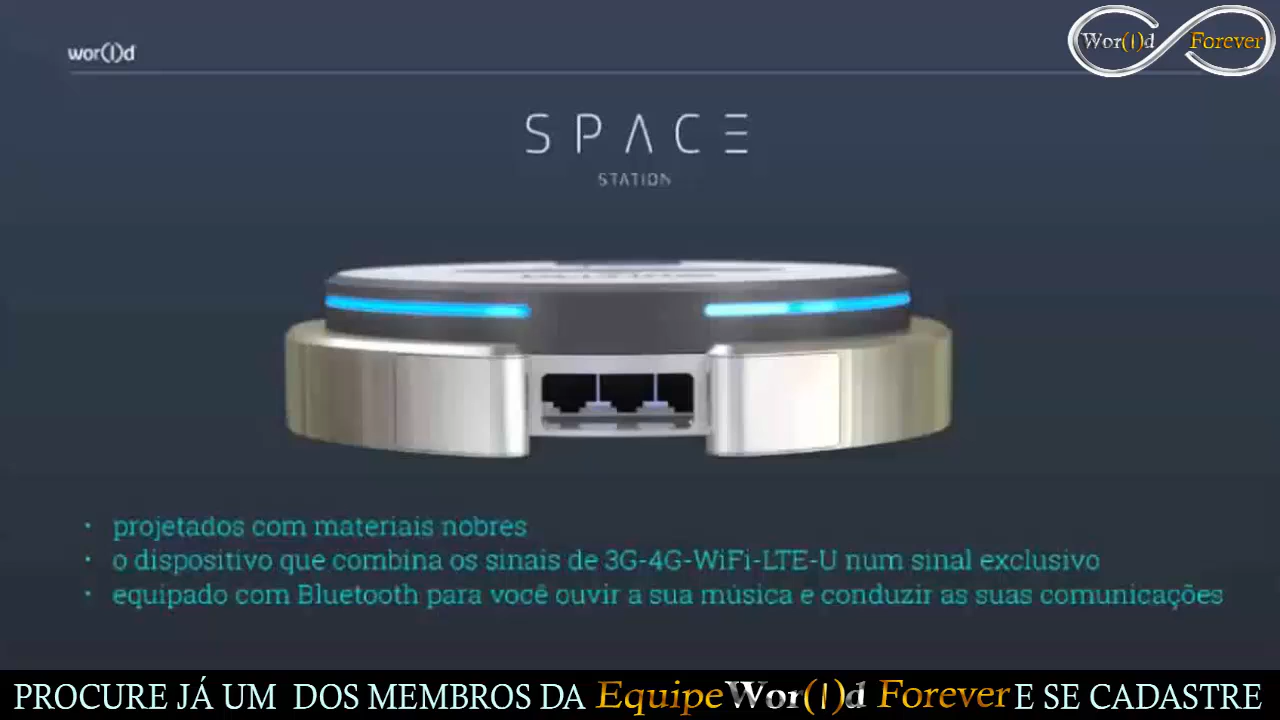 wor(l)d
Wor(l)d Forever
SPACE
STATION
• projetados com materiais nobres
• o dispositivo que combina os sinais de 3G-4G-WiFi-LTE-U num sinal exclusivo
• equipado com Bluetooth para você ouvir a sua música e conduzir as suas comunicações
PROCURE JÁ UM DOS MEMBROS DA Equipe Wor(l)d Forever E SE CADASTRE